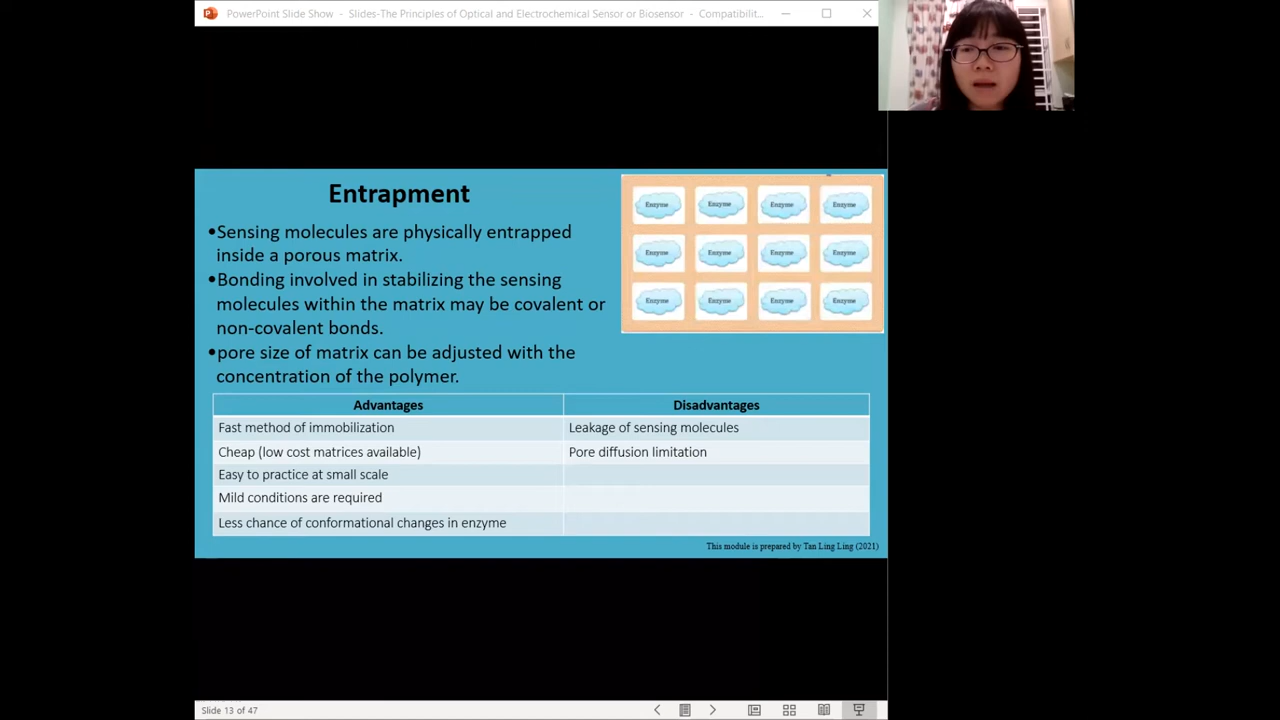 PowerPoint Slide Show - Slides-The Principles of Optical and Electrochemical Sensor or Biosensor - Compatibilit...
Entrapment
•Sensing molecules are physically entrapped
inside a porous matrix.
•Bonding involved in stabilizing the sensing
molecules within the matrix may be covalent or
non-covalent bonds.
•pore size of matrix can be adjusted with the
concentration of the polymer.
Enzyme Enzyme Enzyme Enzyme
Enzyme Enzyme Enzyme Enzyme
Enzyme Enzyme Enzyme Enzyme
Advantages Disadvantages
Fast method of immobilization Leakage of sensing molecules
Cheap (low cost matrices available) Pore diffusion limitation
Easy to practice at small scale
Mild conditions are required
Less chance of conformational changes in enzyme
This module is prepared by Tan Ling Ling (2021)
Slide 13 of 47